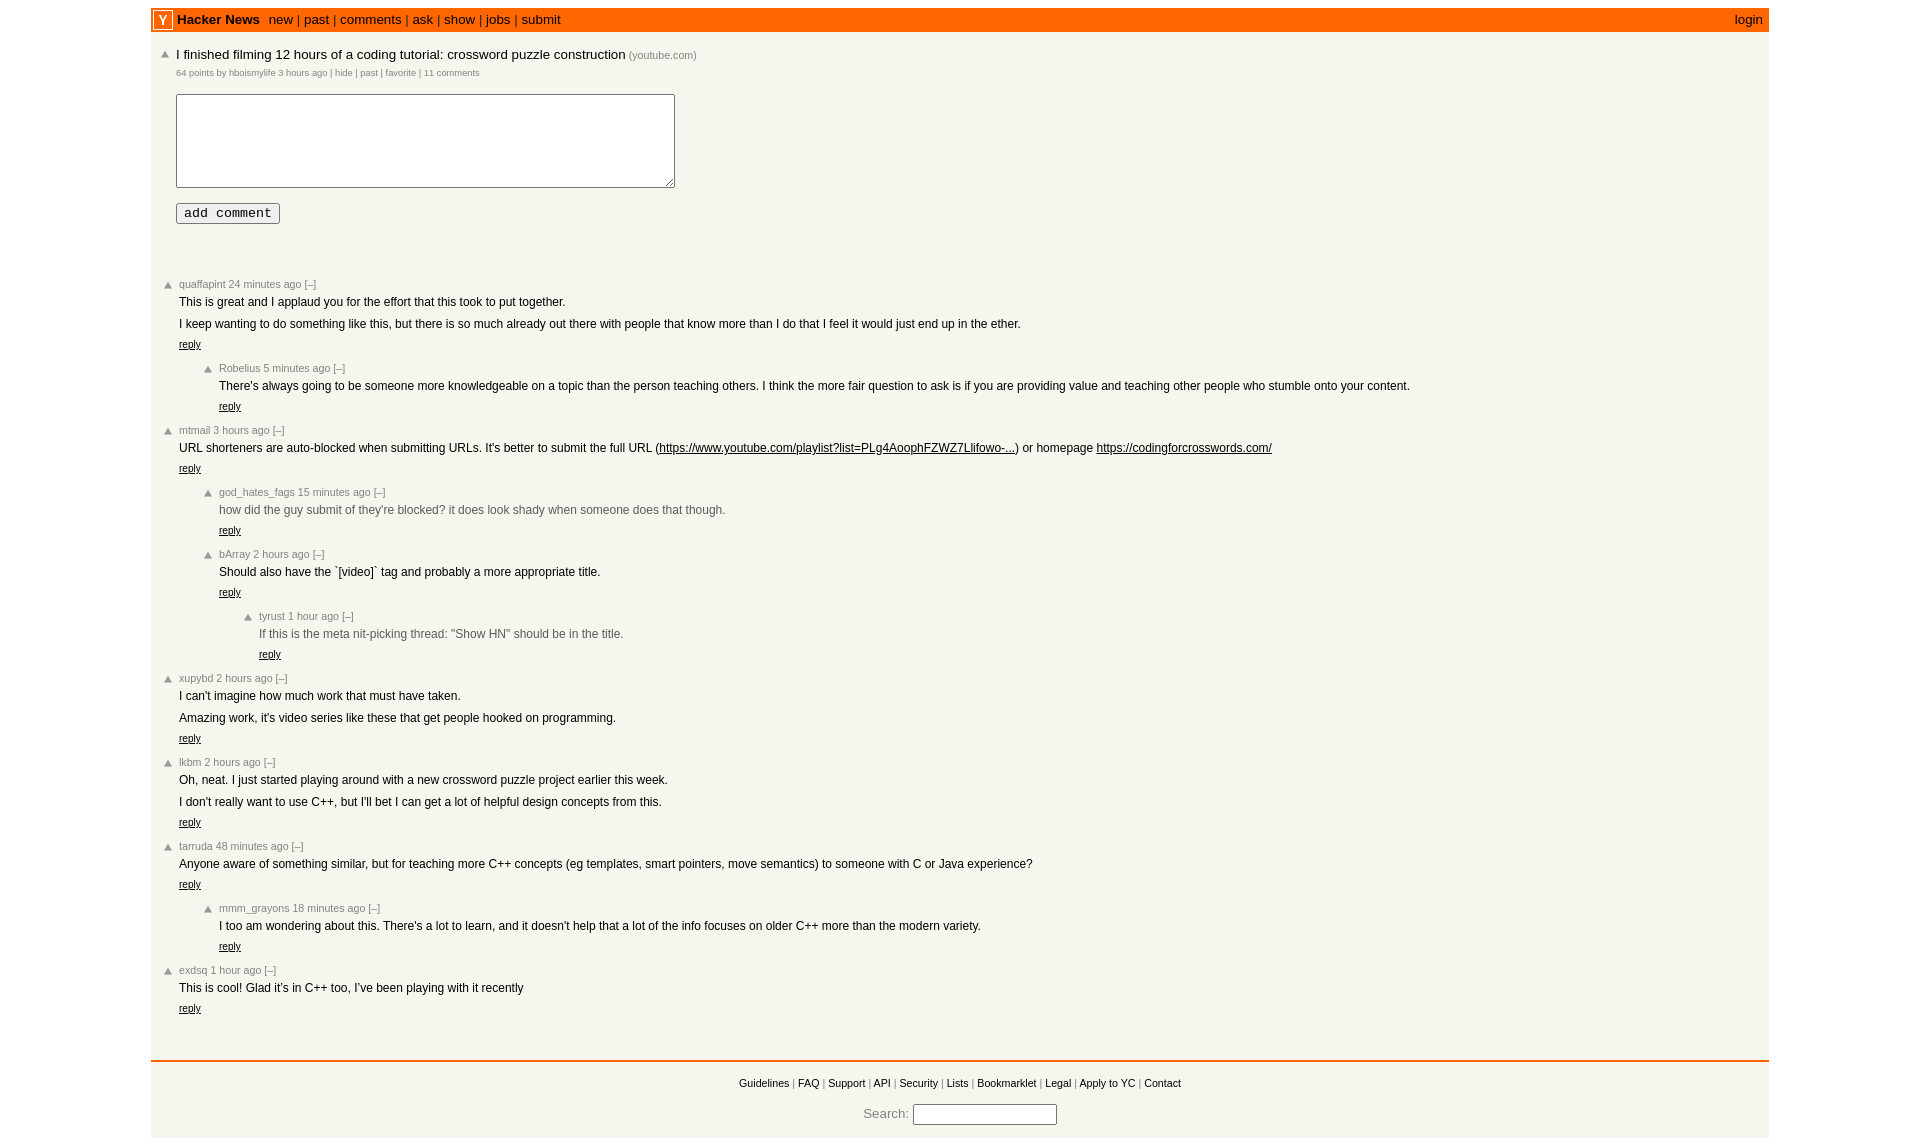 Y Hacker News new | past | comments | ask | show | jobs | submit login
I finished filming 12 hours of a coding tutorial: crossword puzzle construction (youtube.com)
64 points by hboismylife 3 hours ago | hide | past | favorite | 11 comments
add comment
quaffapint 24 minutes ago [–]
This is great and I applaud you for the effort that this took to put together.
I keep wanting to do something like this, but there is so much already out there with people that know more than I do that I feel it would just end up in the ether.
reply
Robelius 5 minutes ago [–]
There's always going to be someone more knowledgeable on a topic than the person teaching others. I think the more fair question to ask is if you are providing value and teaching other people who stumble onto your content.
reply
mtmail 3 hours ago [–]
URL shorteners are auto-blocked when submitting URLs. It's better to submit the full URL (https://www.youtube.com/playlist?list=PLg4AoophFZWZ7Llifowo-...) or homepage https://codingforcrosswords.com/
reply
god_hates_fags 15 minutes ago [–]
how did the guy submit of they're blocked? it does look shady when someone does that though.
reply
bArray 2 hours ago [–]
Should also have the `[video]` tag and probably a more appropriate title.
reply
tyrust 1 hour ago [–]
If this is the meta nit-picking thread: "Show HN" should be in the title.
reply
xupybd 2 hours ago [–]
I can't imagine how much work that must have taken.
Amazing work, it's video series like these that get people hooked on programming.
reply
lkbm 2 hours ago [–]
Oh, neat. I just started playing around with a new crossword puzzle project earlier this week.
I don't really want to use C++, but I'll bet I can get a lot of helpful design concepts from this.
reply
tarruda 48 minutes ago [–]
Anyone aware of something similar, but for teaching more C++ concepts (eg templates, smart pointers, move semantics) to someone with C or Java experience?
reply
mmm_grayons 18 minutes ago [–]
I too am wondering about this. There's a lot to learn, and it doesn't help that a lot of the info focuses on older C++ more than the modern variety.
reply
exdsq 1 hour ago [–]
This is cool! Glad it’s in C++ too, I’ve been playing with it recently
reply
Guidelines | FAQ | Support | API | Security | Lists | Bookmarklet | Legal | Apply to YC | Contact
Search: